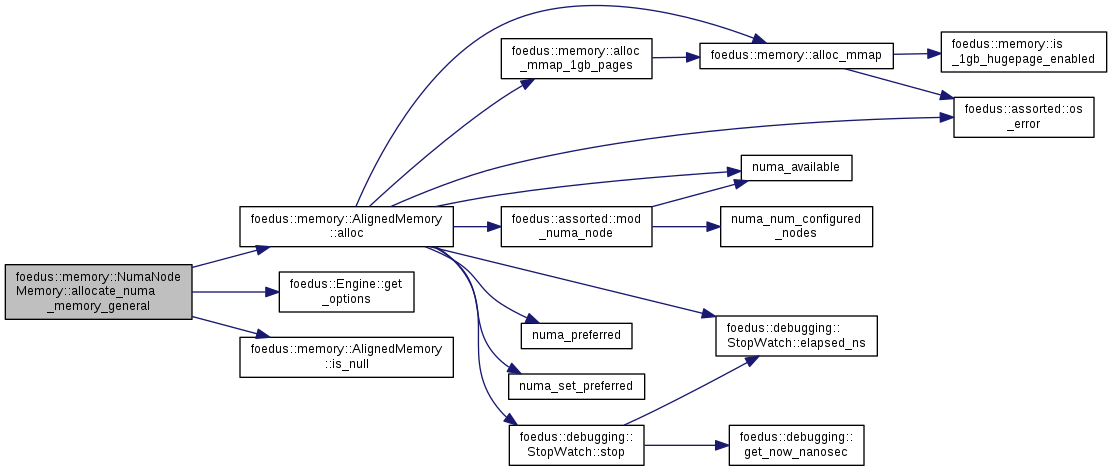 foedus::memory::alloc
_mmap_1gb_pages
foedus::memory::alloc_mmap
foedus::memory::is
_1gb_hugepage_enabled
foedus::assorted::os
_error
numa_available
foedus::memory::AlignedMemory
::alloc
foedus::assorted::mod
_numa_node
numa_num_configured
_nodes
foedus::memory::NumaNode
Memory::allocate_numa
_memory_general
foedus::Engine::get
_options
foedus::memory::AlignedMemory
::is_null
numa_preferred
foedus::debugging::
StopWatch::elapsed_ns
numa_set_preferred
foedus::debugging::
StopWatch::stop
foedus::debugging::
get_now_nanosec